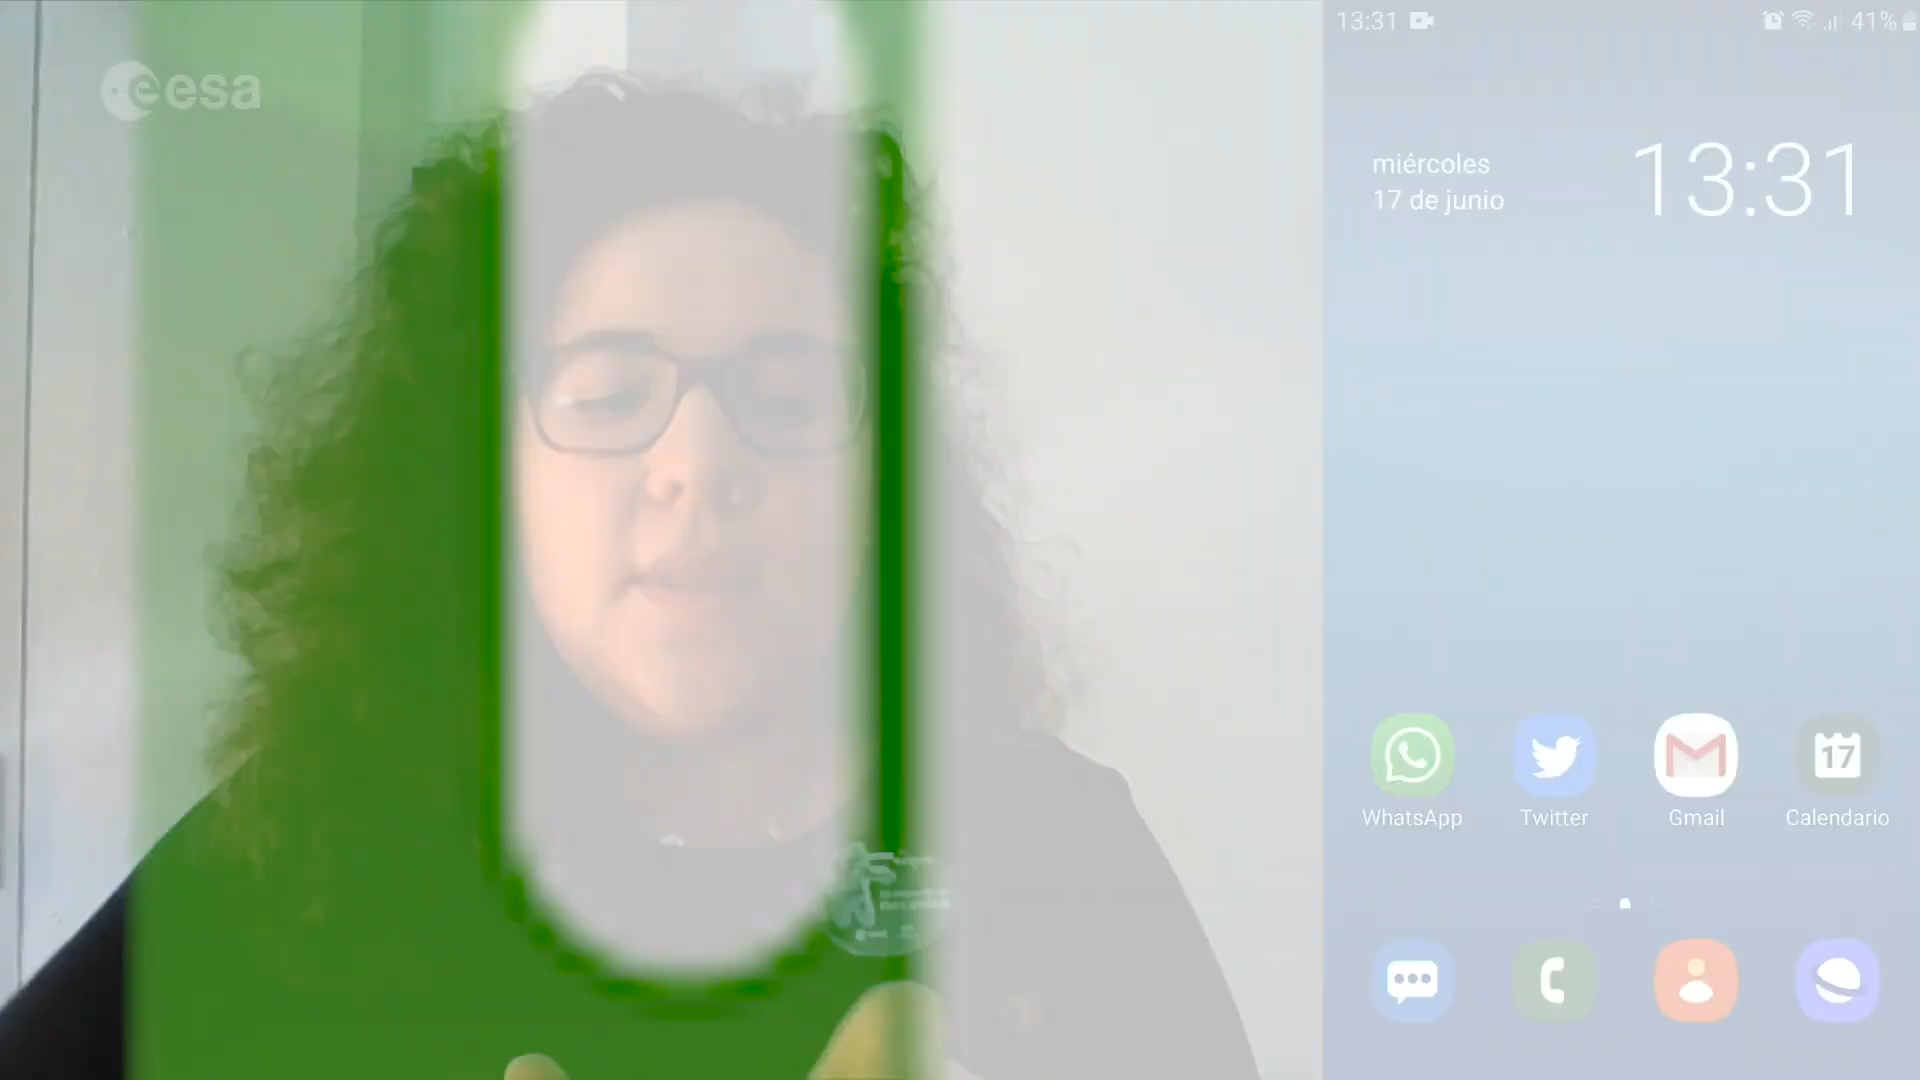 esa
13:31
41%
miércoles
17 de junio
13:31
17
WhatsApp
Twitter
Gmail
Calendario